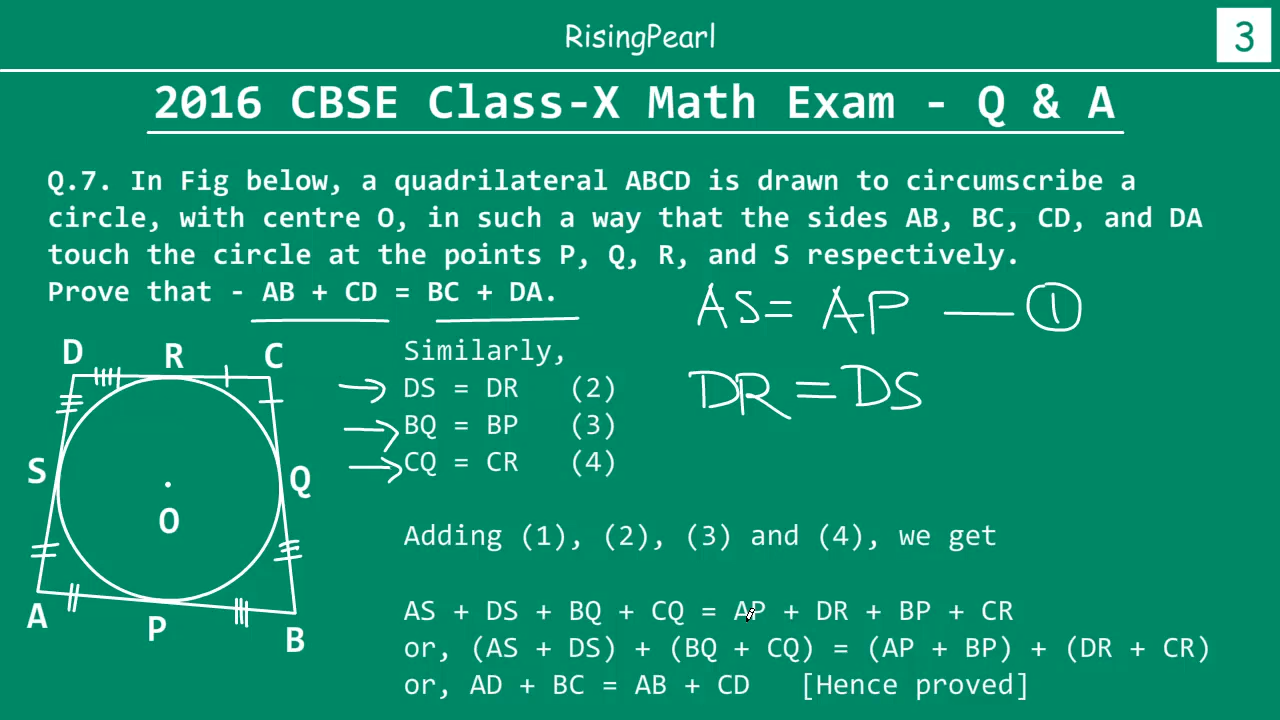 RisingPearl
3
2016 CBSE Class-X Math Exam - Q & A
Q.7. In Fig below, a quadrilateral ABCD is drawn to circumscribe a
circle, with centre O, in such a way that the sides AB, BC, CD, and DA
touch the circle at the points P, Q, R, and S respectively.
Prove that - AB + CD = BC + DA.
AS = AP — ①
DR = DS
Similarly,
DS = DR (2)
BQ = BP (3)
CQ = CR (4)
D R C
S Q
O
A P B
Adding (1), (2), (3) and (4), we get
AS + DS + BQ + CQ = AP + DR + BP + CR
or, (AS + DS) + (BQ + CQ) = (AP + BP) + (DR + CR)
or, AD + BC = AB + CD [Hence proved]